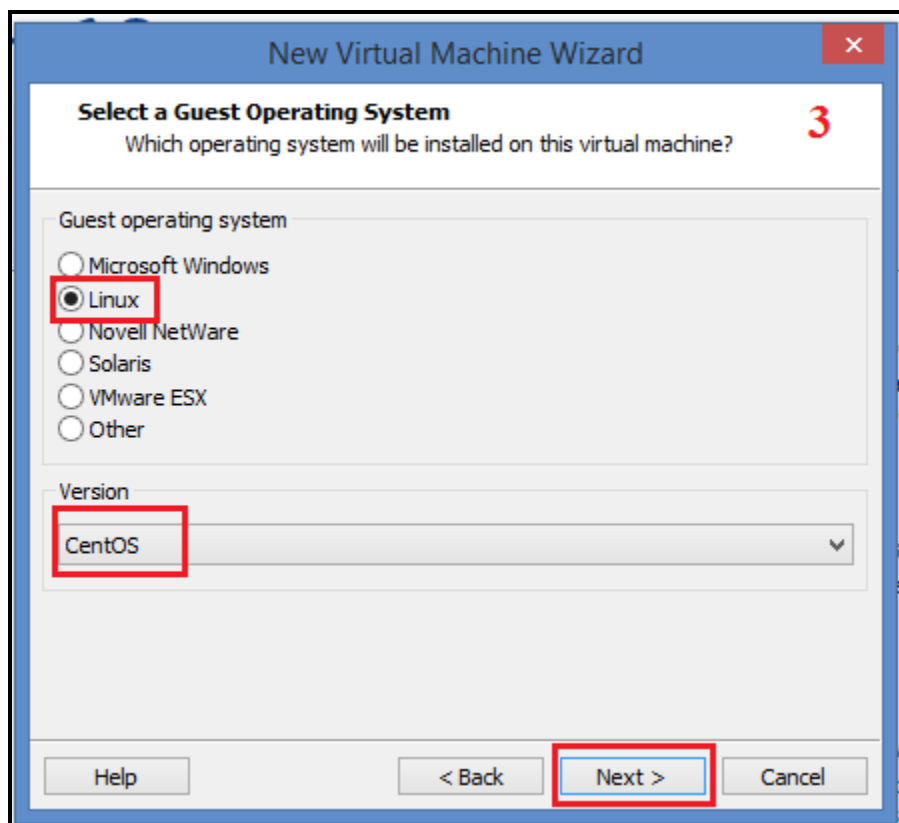 New Virtual Machine Wizard
Select a Guest Operating System
3
Which operating system will be installed on this virtual machine?
Guest operating system
Microsoft Windows
Linux
Novell NetWare
Solaris
VMware ESX
Other
Version
CentOS
Help
< Back
Next >
Cancel